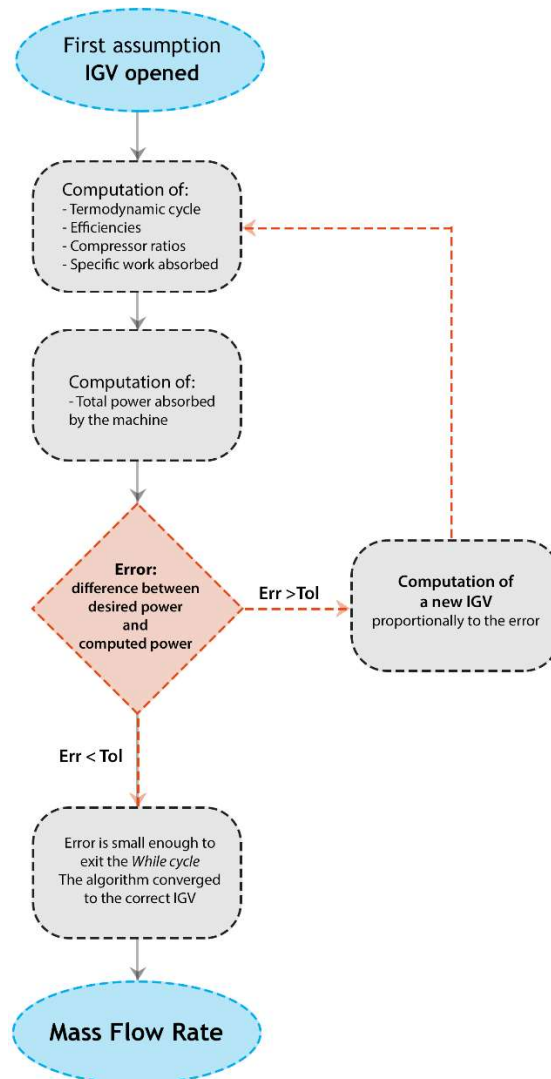 First assumption
IGV opened
Computation of:
- Termodynamic cycle
- Efficiencies
- Compressor ratios
- Specific work absorbed
Computation of:
- Total power absorbed
by the machine
Error:
difference between
desired power
and
computed power
Err >Tol
Computation of
a new IGV
proportionally to the error
Err < Tol
Error is small enough to
exit the While cycle
The algorithm converged
to the correct IGV
Mass Flow Rate